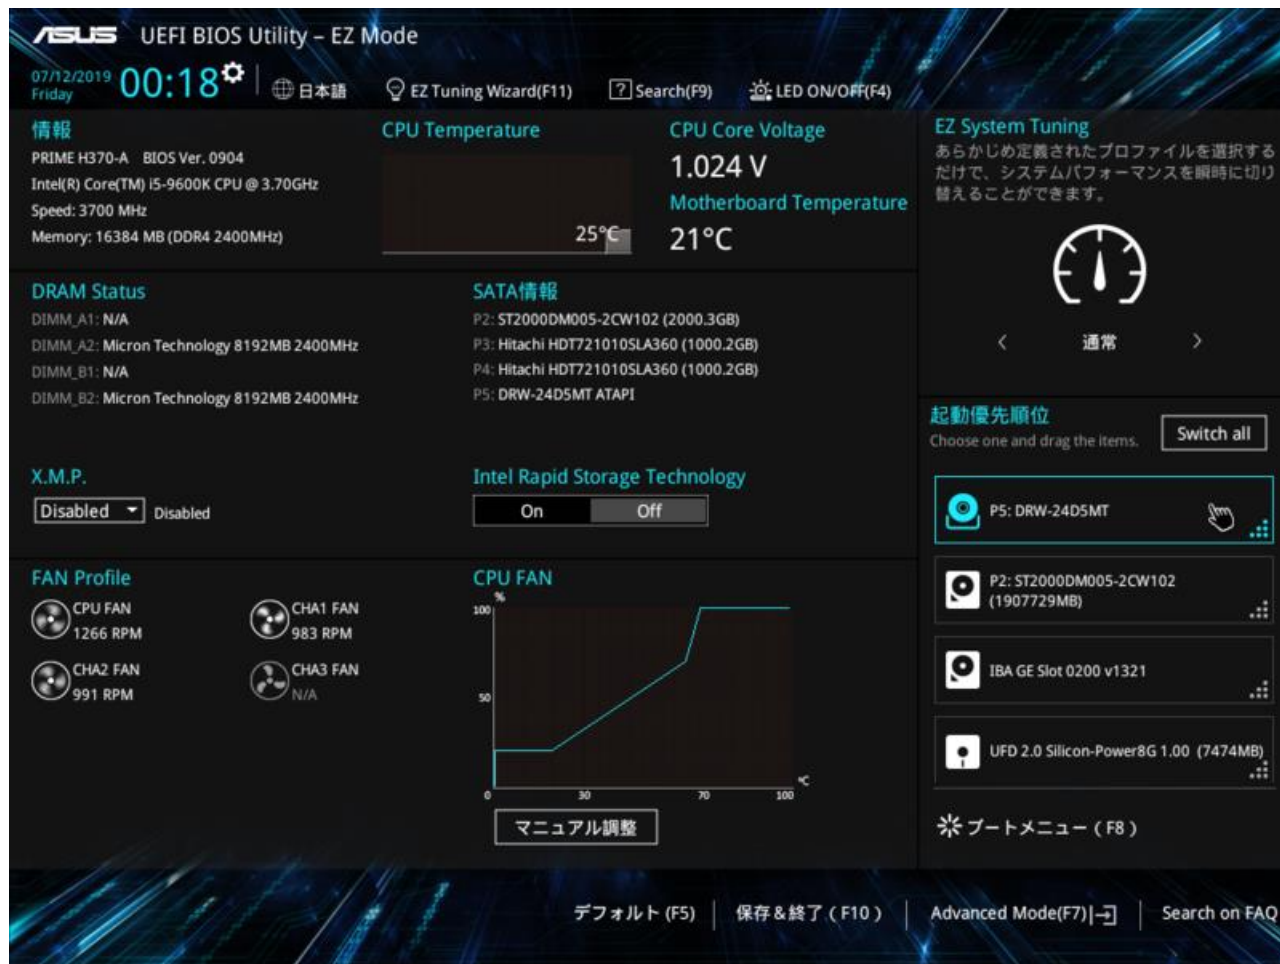 ASUS UEFI BIOS Utility – EZ Mode
07/12/2019
Friday
00:18
日本語
EZ Tuning Wizard(F11)
? Search(F9)
LED ON/OFF(F4)
情報
PRIME H370-A BIOS Ver. 0904
Intel(R) Core(TM) i5-9600K CPU @ 3.70GHz
Speed: 3700 MHz
Memory: 16384 MB (DDR4 2400MHz)
CPU Temperature
25°C
CPU Core Voltage
1.024 V
Motherboard Temperature
21°C
DRAM Status
DIMM_A1: N/A
DIMM_A2: Micron Technology 8192MB 2400MHz
DIMM_B1: N/A
DIMM_B2: Micron Technology 8192MB 2400MHz
SATA情報
P2: ST2000DM005-2CW102 (2000.3GB)
P3: Hitachi HDT721010SLA360 (1000.2GB)
P4: Hitachi HDT721010SLA360 (1000.2GB)
P5: DRW-24D5MT ATAPI
X.M.P.
Disabled
Disabled
Intel Rapid Storage Technology
On
Off
FAN Profile
CPU FAN
1266 RPM
CHA1 FAN
983 RPM
CHA2 FAN
991 RPM
CHA3 FAN
N/A
CPU FAN
%
100
50
°C
0 30 70 100
マニュアル調整
EZ System Tuning
あらかじめ定義されたプロファイルを選択する
だけで、システムパフォーマンスを瞬時に切り
替えることができます。
通常
起動優先順位
Choose one and drag the items.
Switch all
P5: DRW-24D5MT
P2: ST2000DM005-2CW102
(1907729MB)
IBA GE Slot 0200 v1321
UFD 2.0 Silicon-Power8G 1.00 (7474MB)
ブートメニュー ( F8 )
デフォルト (F5)
保存＆終了 ( F10 )
Advanced Mode(F7)
Search on FAQ